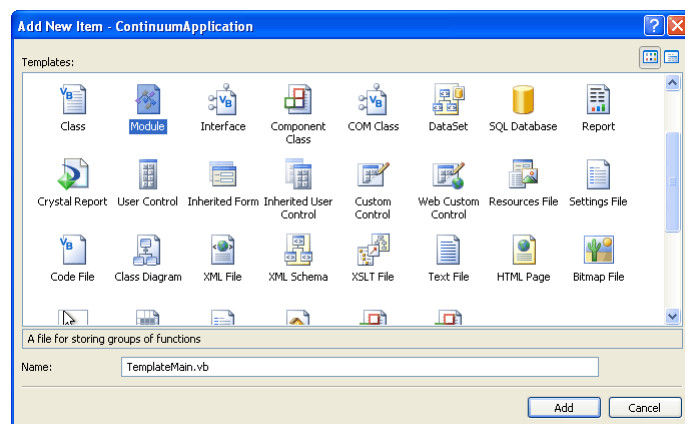 Add New Item - ContinuumApplication
Templates:
Class Module Interface Component Class COM Class DataSet SQL Database Report
Crystal Report User Control Inherited Form Inherited User Control Custom Control Web Custom Control Resources File Settings File
Code File Class Diagram XML File XML Schema XSLT File Text File HTML Page Bitmap File
A file for storing groups of functions
Name: TemplateMain.vb
Add Cancel